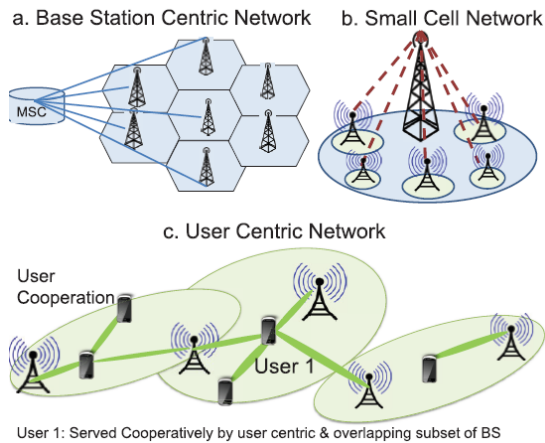 a. Base Station Centric Network
b. Small Cell Network
MSC
c. User Centric Network
User
Cooperation
User 1
User 1: Served Cooperatively by user centric & overlapping subset of BS